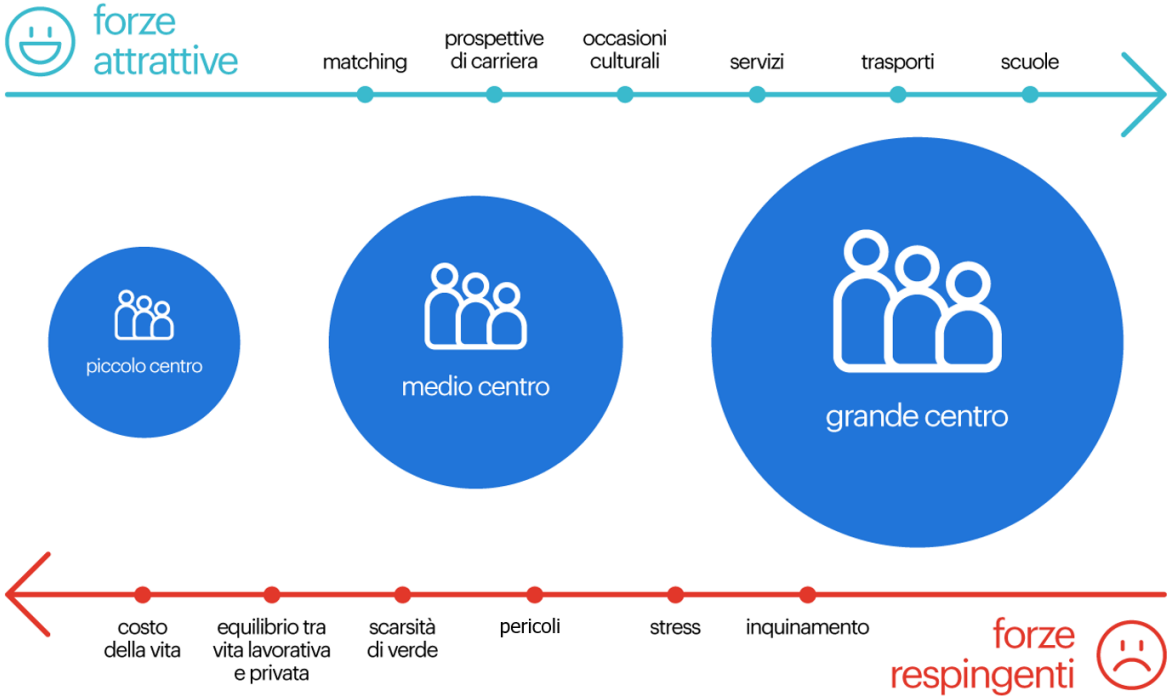 forze
attrattive
matching
prospettive
di carriera
occasioni
culturali
servizi
trasporti
scuole
piccolo centro
medio centro
grande centro
costo
della vita
equilibrio tra
vita lavorativa
e privata
scarsità
di verde
pericoli
stress
inquinamento
forze
respingenti